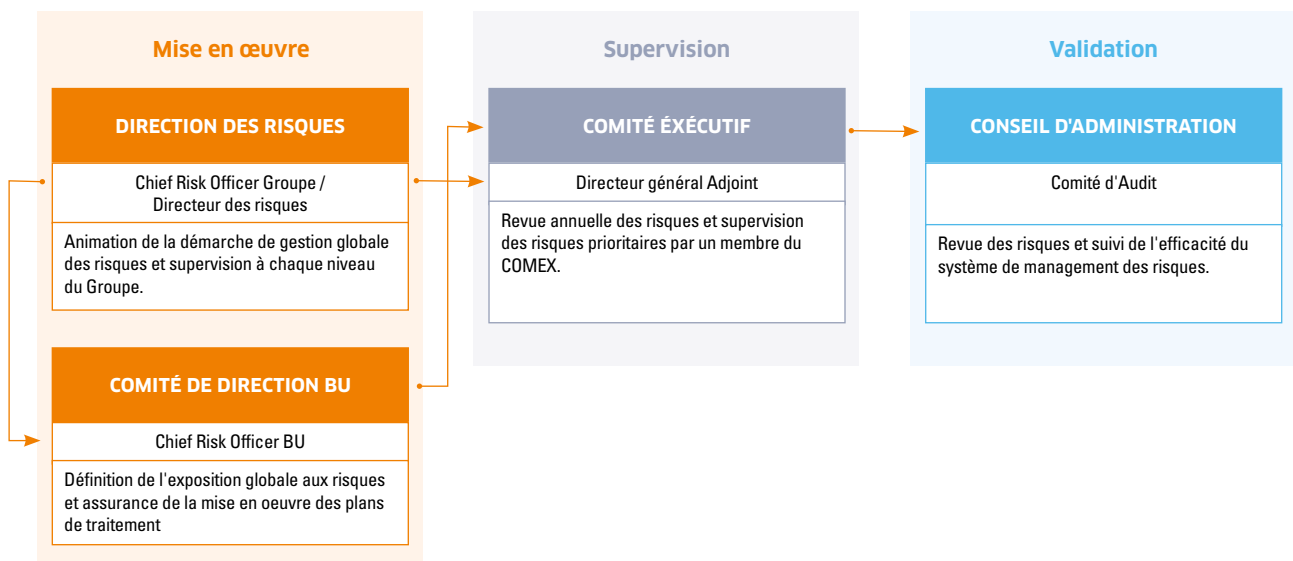 Mise en œuvre
DIRECTION DES RISQUES
Chief Risk Officer Groupe /
Directeur des risques
Animation de la démarche de gestion globale
des risques et supervision à chaque niveau
du Groupe.
COMITÉ DE DIRECTION BU
Chief Risk Officer BU
Définition de l'exposition globale aux risques
et assurance de la mise en oeuvre des plans
de traitement
Supervision
COMITÉ ÉXÉCUTIF
Directeur général Adjoint
Revue annuelle des risques et supervision
des risques prioritaires par un membre du
COMEX.
Validation
CONSEIL D'ADMINISTRATION
Comité d'Audit
Revue des risques et suivi de l'efficacité du
système de management des risques.